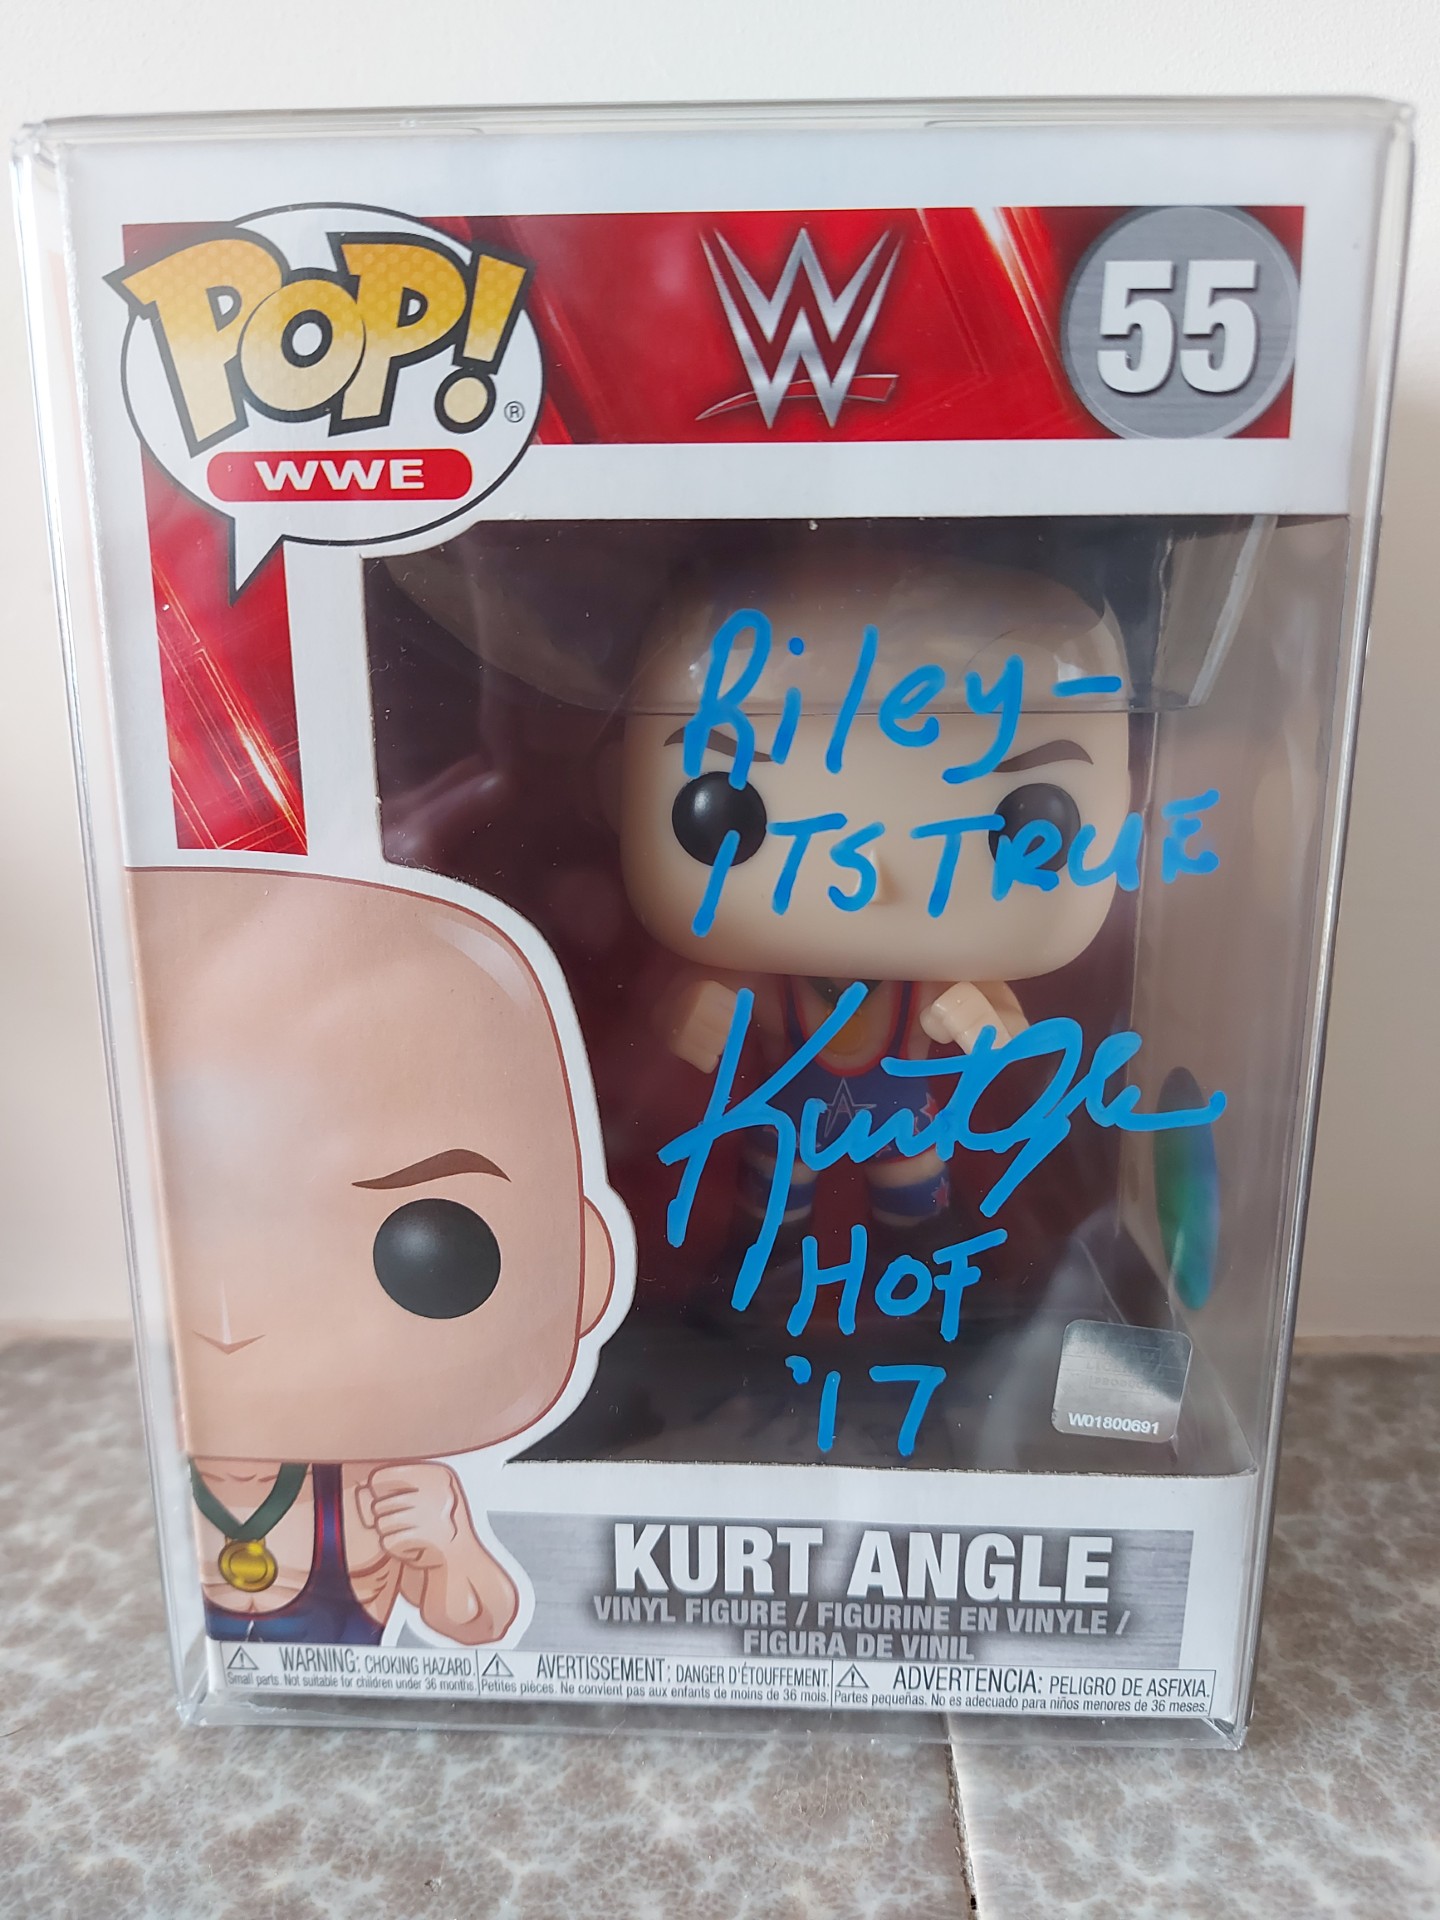 POP!®
WWE
W
55
Riley-
ITS TRUE
Kurt Angle
HOF
'17
W01800691
KURT ANGLE
VINYL FIGURE / FIGURINE EN VINYLE /
FIGURA DE VINIL
WARNING: CHOKING HAZARD.
Small parts. Not suitable for children under 36 months.
AVERTISSEMENT: DANGER D'ÉTOUFFEMENT.
Petites pièces. Ne convient pas aux enfants de moins de 36 mois.
ADVERTENCIA: PELIGRO DE ASFIXIA.
Partes pequeñas. No es adecuado para niños menores de 36 meses.